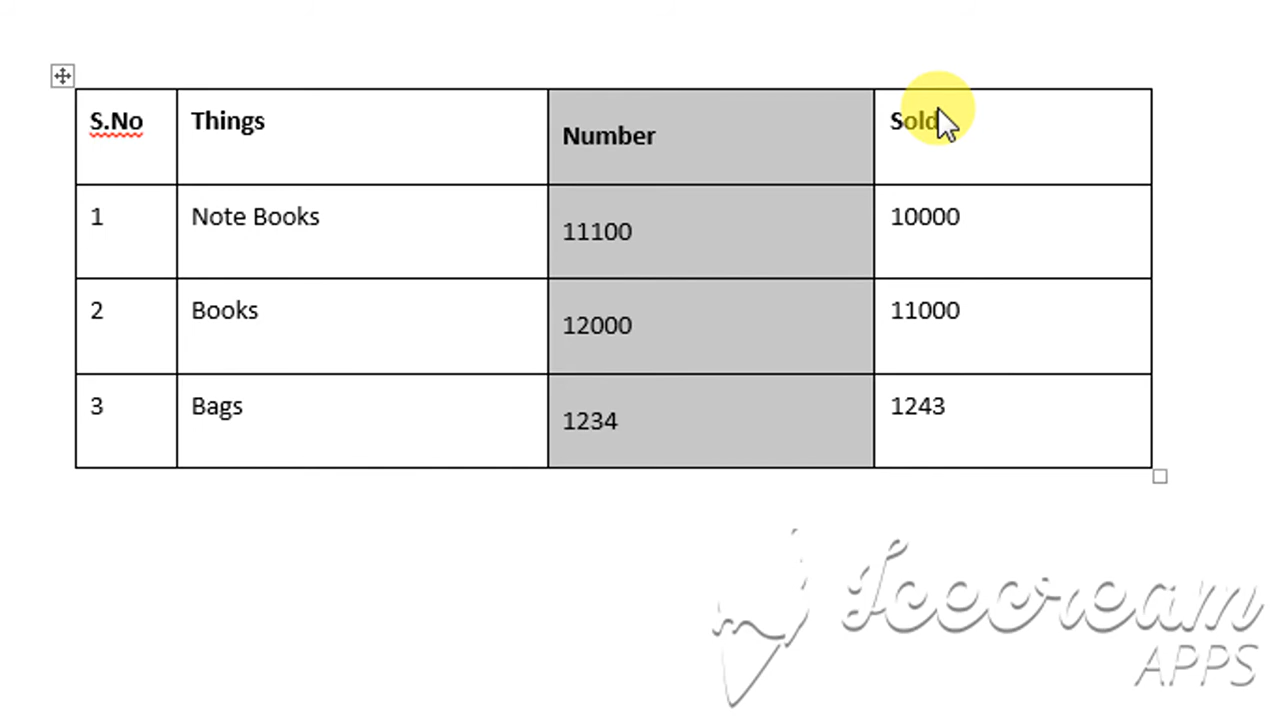 S.No Things Number Sold
1 Note Books 11100 10000
2 Books 12000 11000
3 Bags 1234 1243
Icecream
APPS